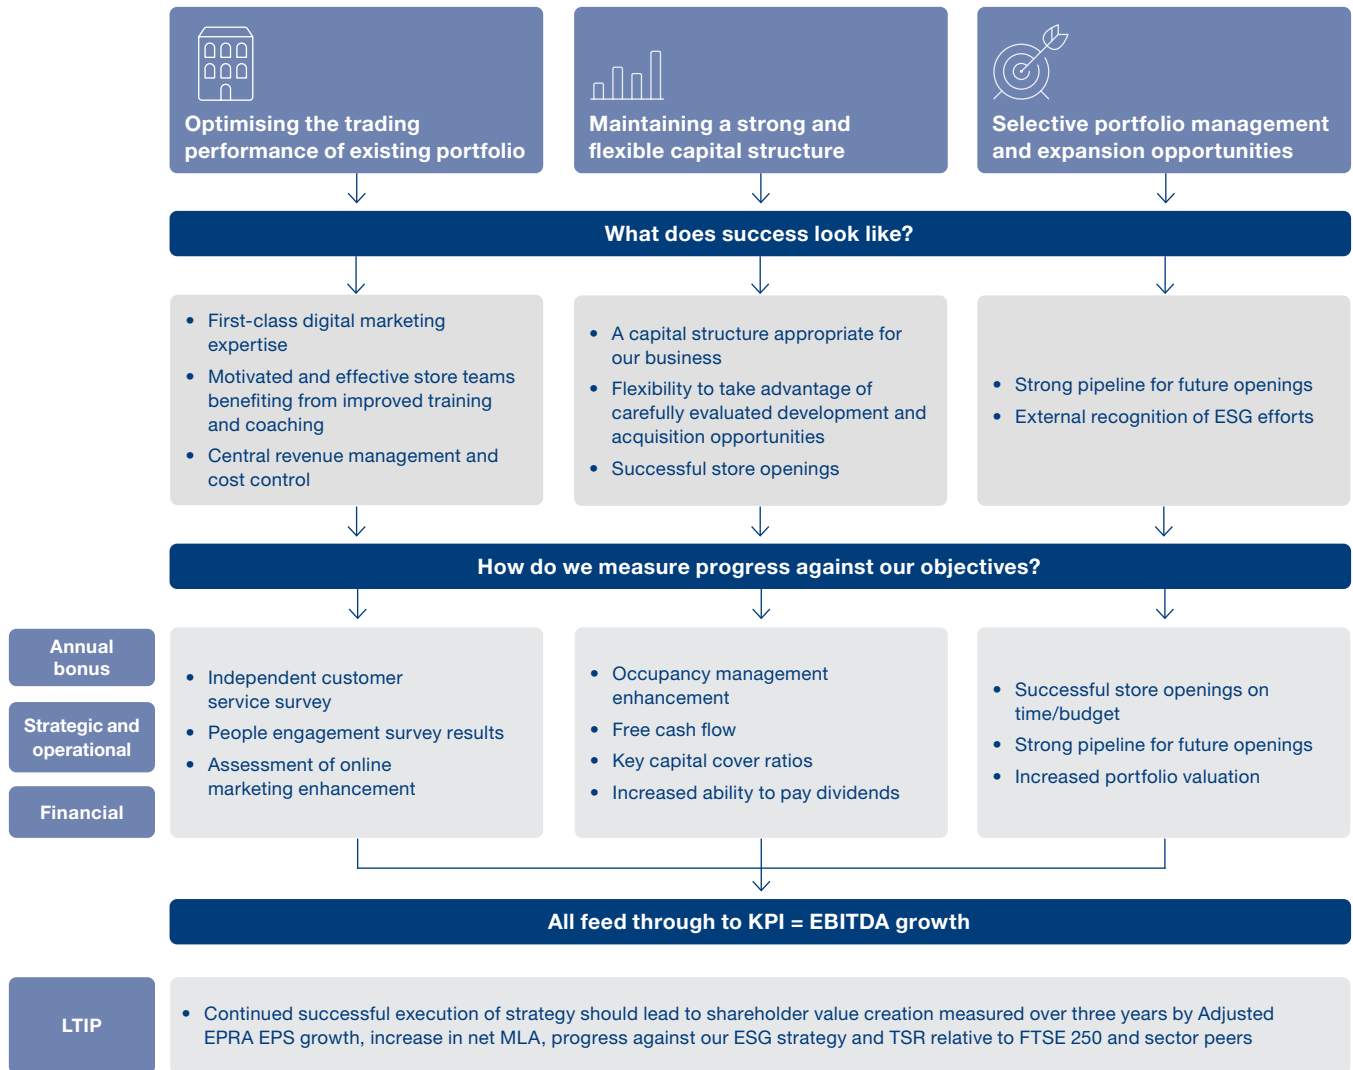 Optimising the trading
performance of existing portfolio
Maintaining a strong and
flexible capital structure
Selective portfolio management
and expansion opportunities
What does success look like?
• First-class digital marketing
expertise
• Motivated and effective store teams
benefiting from improved training
and coaching
• Central revenue management and
cost control
• A capital structure appropriate for
our business
• Flexibility to take advantage of
carefully evaluated development and
acquisition opportunities
• Successful store openings
• Strong pipeline for future openings
• External recognition of ESG efforts
How do we measure progress against our objectives?
Annual
bonus
Strategic and
operational
Financial
• Independent customer
service survey
• People engagement survey results
• Assessment of online
marketing enhancement
• Occupancy management
enhancement
• Free cash flow
• Key capital cover ratios
• Increased ability to pay dividends
• Successful store openings on
time/budget
• Strong pipeline for future openings
• Increased portfolio valuation
All feed through to KPI = EBITDA growth
LTIP
• Continued successful execution of strategy should lead to shareholder value creation measured over three years by Adjusted
EPRA EPS growth, increase in net MLA, progress against our ESG strategy and TSR relative to FTSE 250 and sector peers